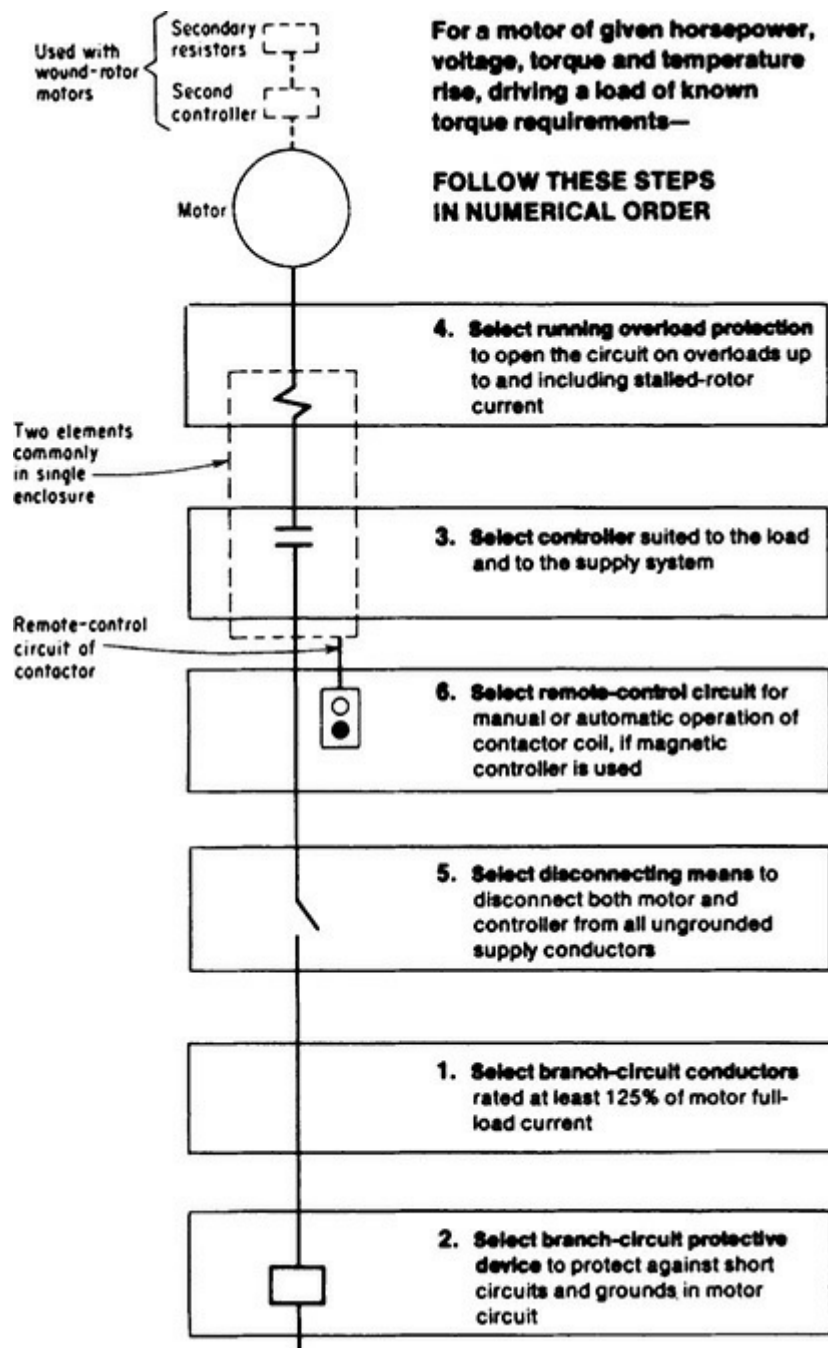 Used with
wound-rotor
motors
Secondary
resistors
Second
controller
Motor
For a motor of given horsepower,
voltage, torque and temperature
rise, driving a load of known
torque requirements—
FOLLOW THESE STEPS
IN NUMERICAL ORDER
4. Select running overload protection
to open the circuit on overloads up
to and including stalled-rotor
current
Two elements
commonly
in single
enclosure
3. Select controller suited to the load
and to the supply system
Remote-control
circuit of
contactor
6. Select remote-control circuit for
manual or automatic operation of
contactor coil, if magnetic
controller is used
5. Select disconnecting means to
disconnect both motor and
controller from all ungrounded
supply conductors
1. Select branch-circuit conductors
rated at least 125% of motor full-
load current
2. Select branch-circuit protective
device to protect against short
circuits and grounds in motor
circuit